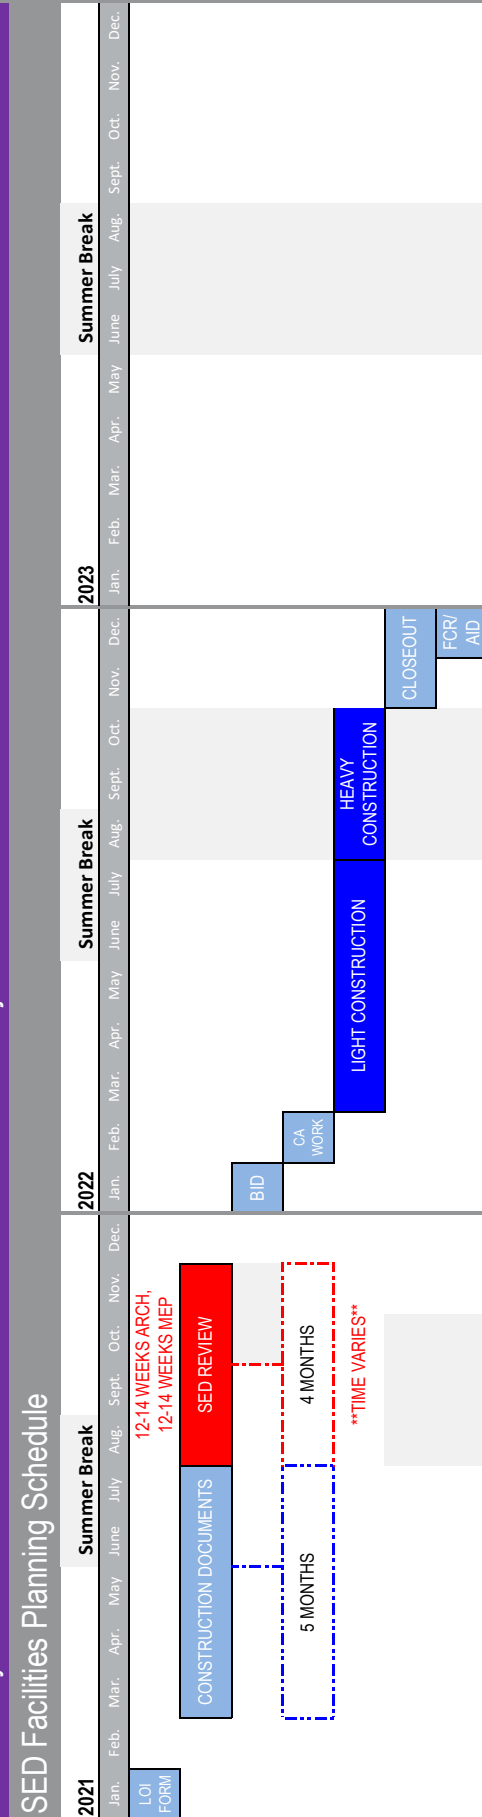 SED Facilities Planning Schedule
2021
Summer Break
2022
Summer Break
2023
Summer Break
Jan. Feb. Mar. Apr. May June July Aug. Sept. Oct. Nov. Dec.
Jan. Feb. Mar. Apr. May June July Aug. Sept. Oct. Nov. Dec.
Jan. Feb. Mar. Apr. May June July Aug. Sept. Oct. Nov. Dec.
LOI
FORM
12-14 WEEKS ARCH,
12-14 WEEKS MEP
CONSTRUCTION DOCUMENTS
SED REVIEW
BID
5 MONTHS
4 MONTHS
CA
WORK
**TIME VARIES**
LIGHT CONSTRUCTION
HEAVY
CONSTRUCTION
CLOSEOUT
FCR/
AID